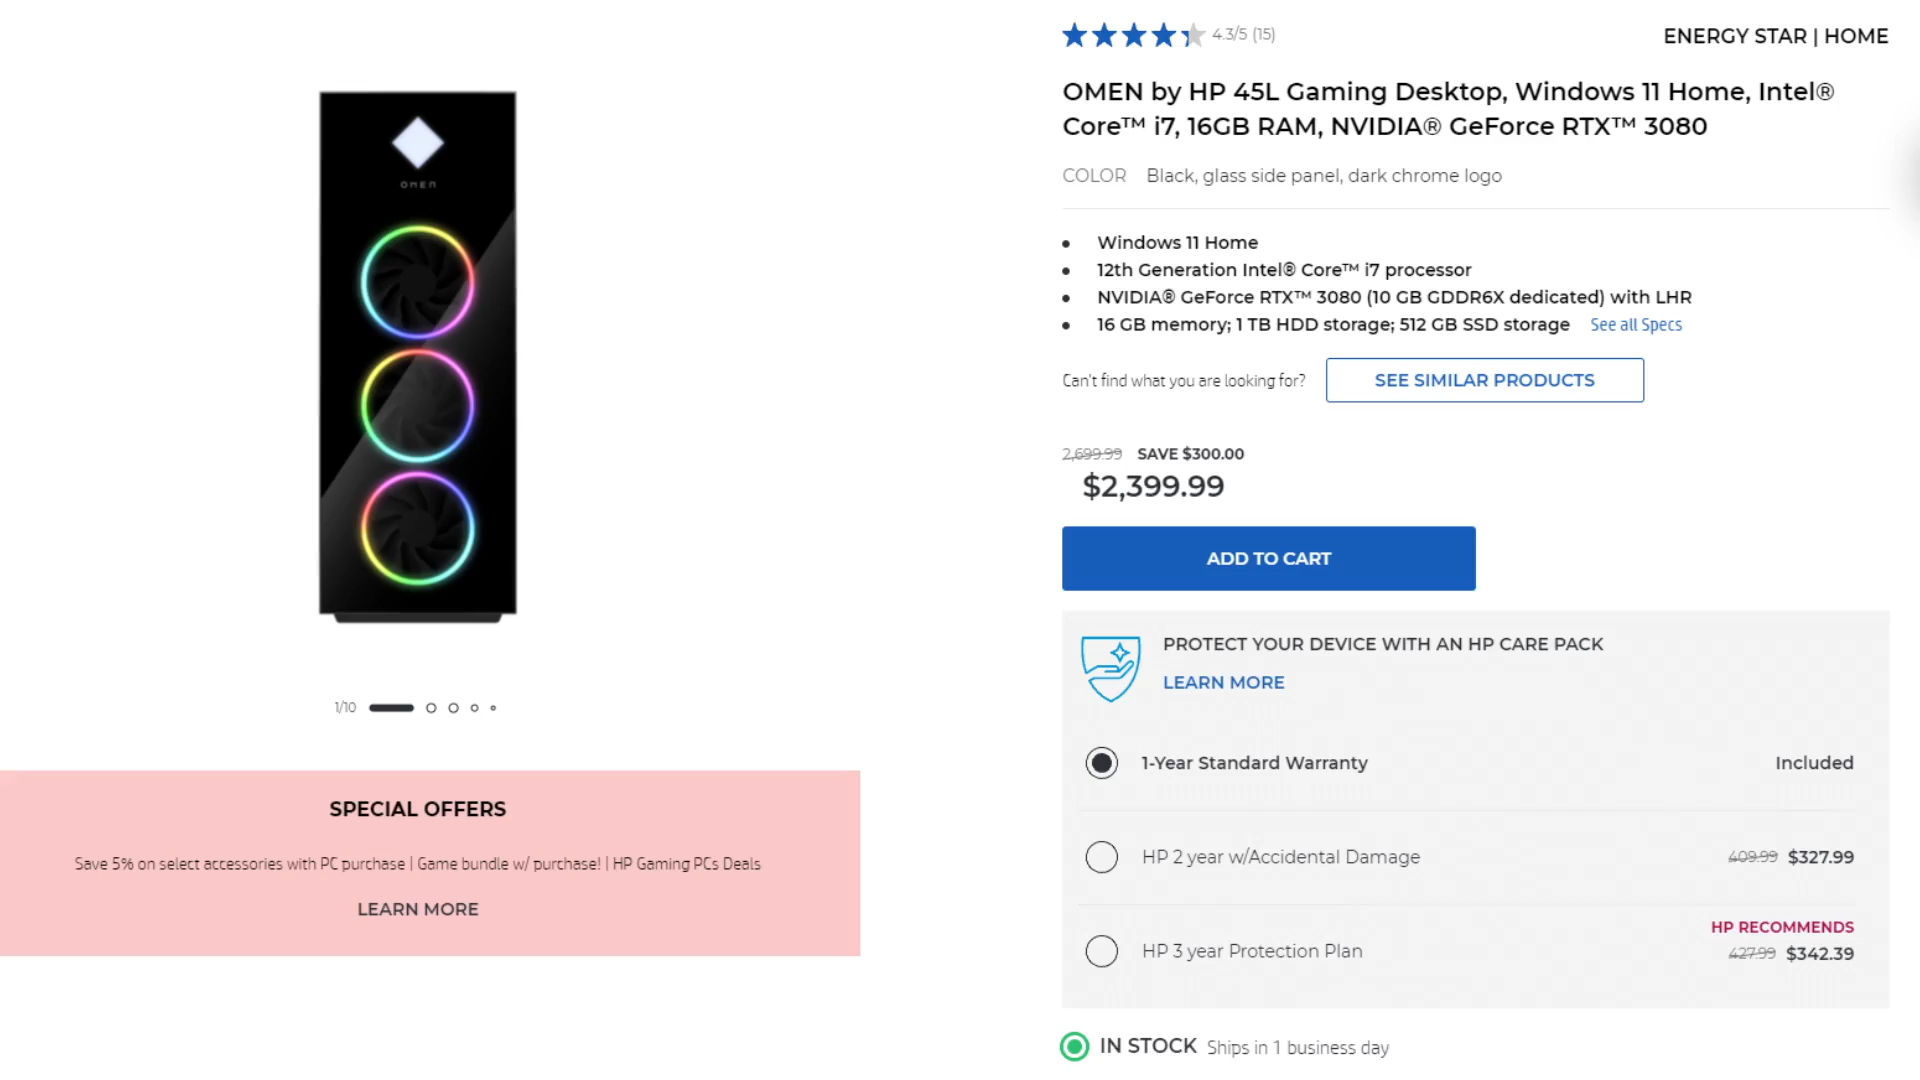 4.3/5 (15)
ENERGY STAR | HOME
OMEN by HP 45L Gaming Desktop, Windows 11 Home, Intel®
Core™ i7, 16GB RAM, NVIDIA® GeForce RTX™ 3080
COLOR Black, glass side panel, dark chrome logo
• Windows 11 Home
• 12th Generation Intel® Core™ i7 processor
• NVIDIA® GeForce RTX™ 3080 (10 GB GDDR6X dedicated) with LHR
• 16 GB memory; 1 TB HDD storage; 512 GB SSD storage See all Specs
Can't find what you are looking for? SEE SIMILAR PRODUCTS
2,699.99 SAVE $300.00
$2,399.99
ADD TO CART
PROTECT YOUR DEVICE WITH AN HP CARE PACK
LEARN MORE
1-Year Standard Warranty Included
HP 2 year w/Accidental Damage 409.99 $327.99
HP RECOMMENDS
HP 3 year Protection Plan 427.99 $342.39
IN STOCK Ships in 1 business day
OMEN
1/10
SPECIAL OFFERS
Save 5% on select accessories with PC purchase | Game bundle w/ purchase! | HP Gaming PCs Deals
LEARN MORE